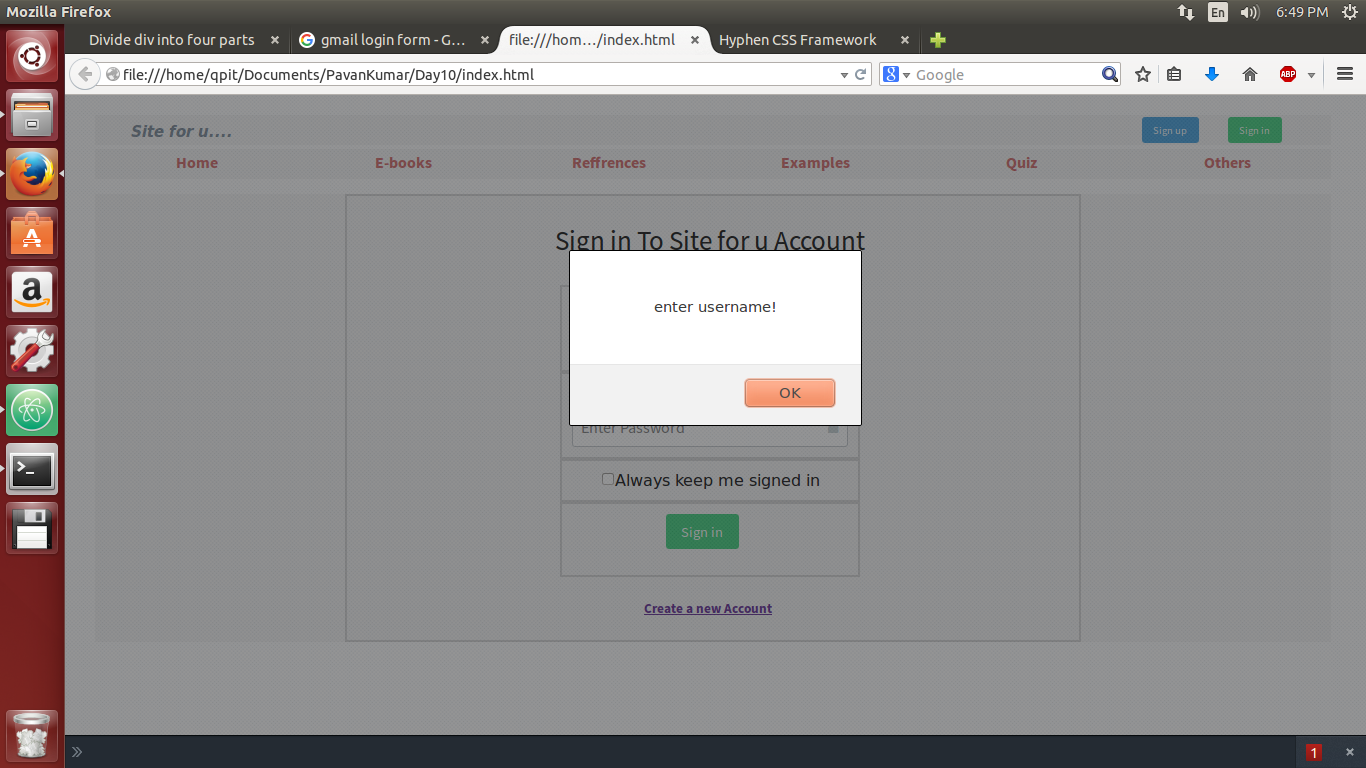 Mozilla Firefox
En
6:49 PM
Divide div into four parts
gmail login form - G...
file:///hom.../index.html
Hyphen CSS Framework
file:///home/qpit/Documents/PavanKumar/Day10/index.html
8
Google
ABP
Site for u....
Sign up
Sign in
Home
E-books
Reffrences
Examples
Quiz
Others
Sign in To Site for u Account
enter username!
OK
Enter Password
Always keep me signed in
Sign in
Create a new Account
1